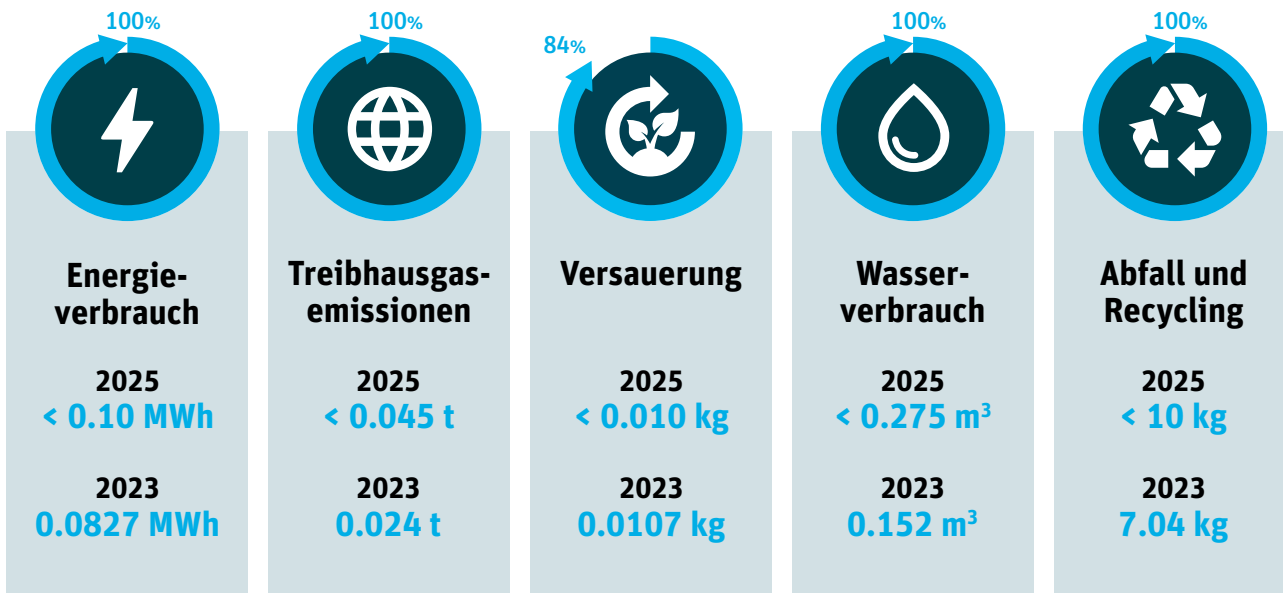 100%
Energie-
verbrauch
2025
< 0.10 MWh
2023
0.0827 MWh
100%
Treibhausgas-
emissionen
2025
< 0.045 t
2023
0.024 t
84%
Versauerung
2025
< 0.010 kg
2023
0.0107 kg
100%
Wasser-
verbrauch
2025
< 0.275 m³
2023
0.152 m³
100%
Abfall und
Recycling
2025
< 10 kg
2023
7.04 kg